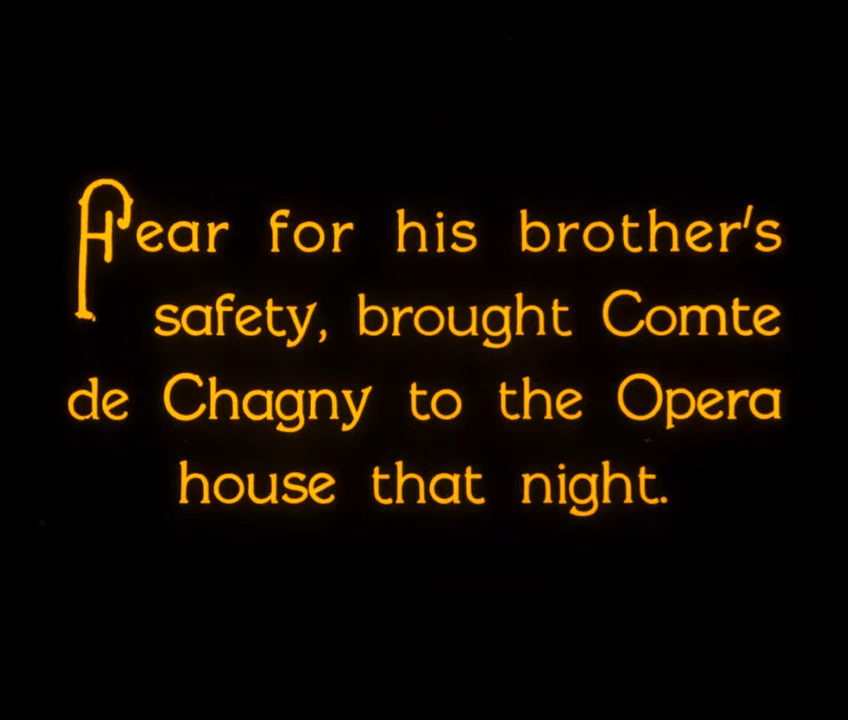 Fear for his brother's
safety, brought Comte
de Chagny to the Opera
house that night.